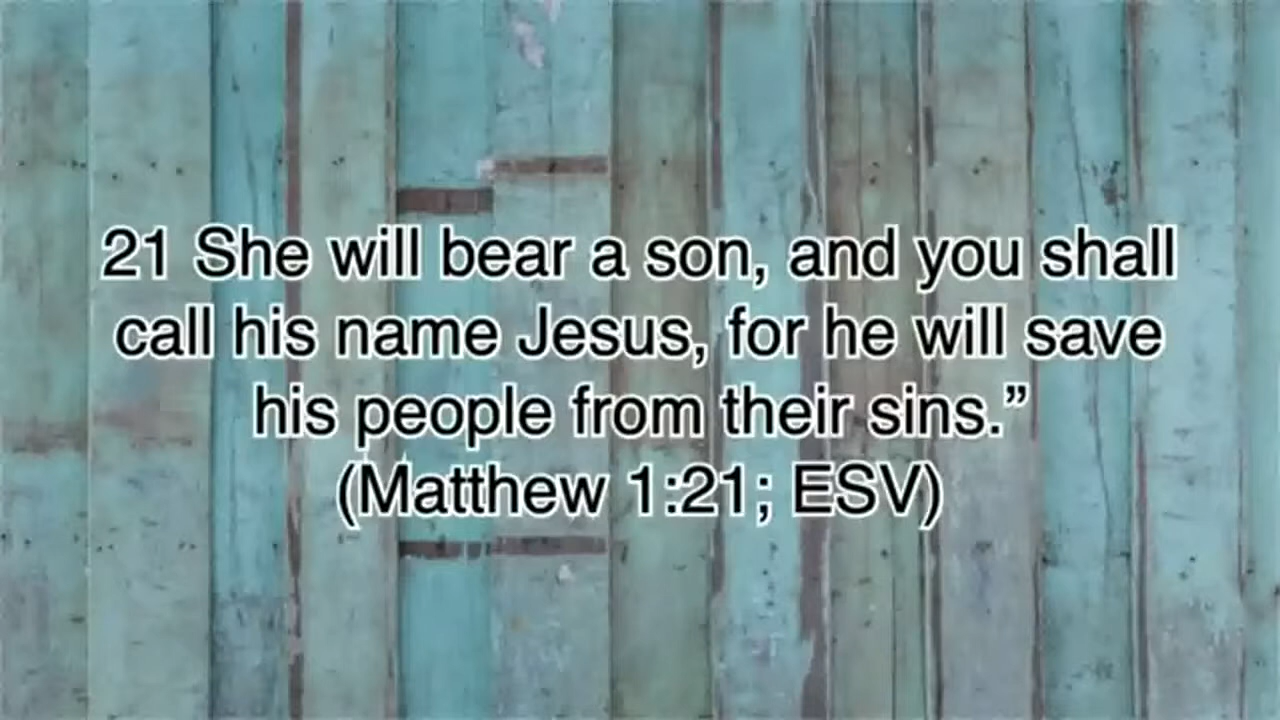 21 She will bear a son, and you shall
call his name Jesus, for he will save
his people from their sins.”
(Matthew 1:21; ESV)